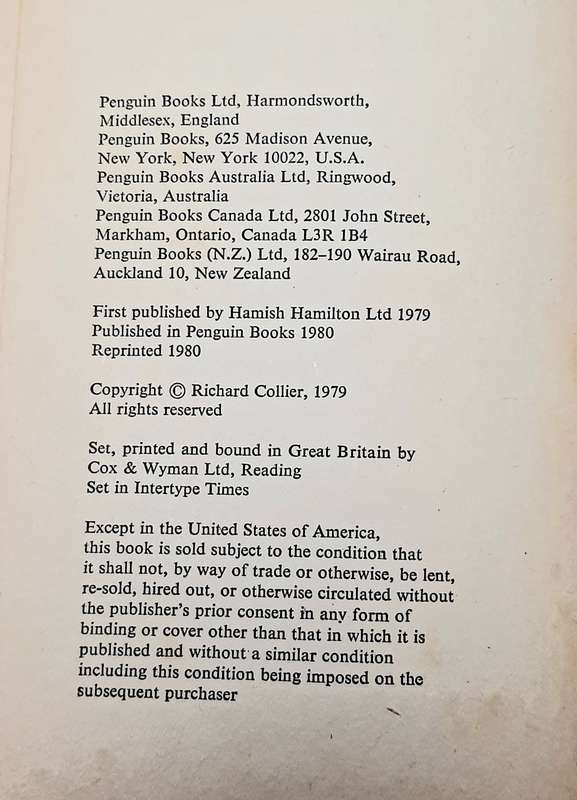 Penguin Books Ltd, Harmondsworth,
Middlesex, England
Penguin Books, 625 Madison Avenue,
New York, New York 10022, U.S.A.
Penguin Books Australia Ltd, Ringwood,
Victoria, Australia
Penguin Books Canada Ltd, 2801 John Street,
Markham, Ontario, Canada L3R 1B4
Penguin Books (N.Z.) Ltd, 182–190 Wairau Road,
Auckland 10, New Zealand
First published by Hamish Hamilton Ltd 1979
Published in Penguin Books 1980
Reprinted 1980
Copyright © Richard Collier, 1979
All rights reserved
Set, printed and bound in Great Britain by
Cox & Wyman Ltd, Reading
Set in Intertype Times
Except in the United States of America,
this book is sold subject to the condition that
it shall not, by way of trade or otherwise, be lent,
re-sold, hired out, or otherwise circulated without
the publisher's prior consent in any form of
binding or cover other than that in which it is
published and without a similar condition
including this condition being imposed on the
subsequent purchaser